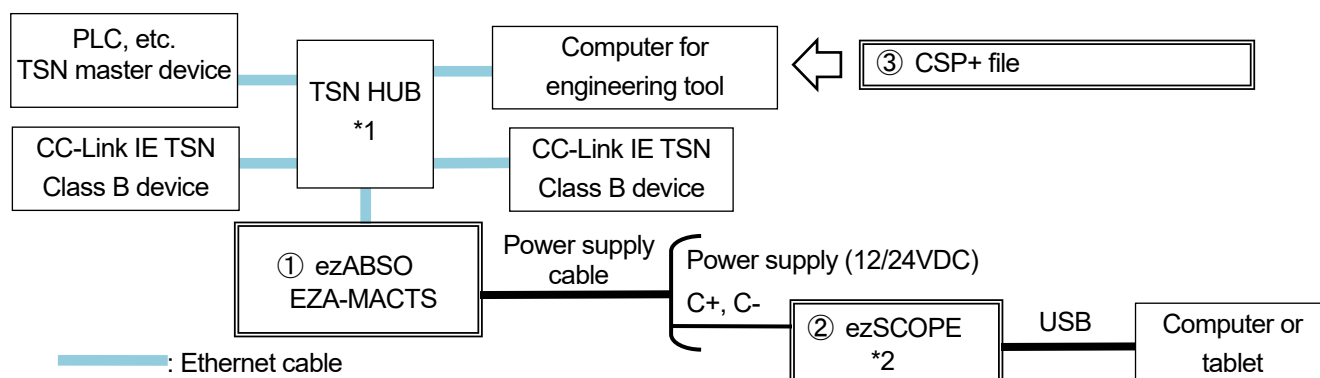 PLC, etc.
TSN master device
TSN HUB
*1
Computer for
engineering tool
③ CSP+ file
CC-Link IE TSN
Class B device
CC-Link IE TSN
Class B device
① ezABSO
EZA-MACTS
Power supply
cable
Power supply (12/24VDC)
C+, C-
② ezSCOPE
*2
USB
Computer or
tablet
: Ethernet cable